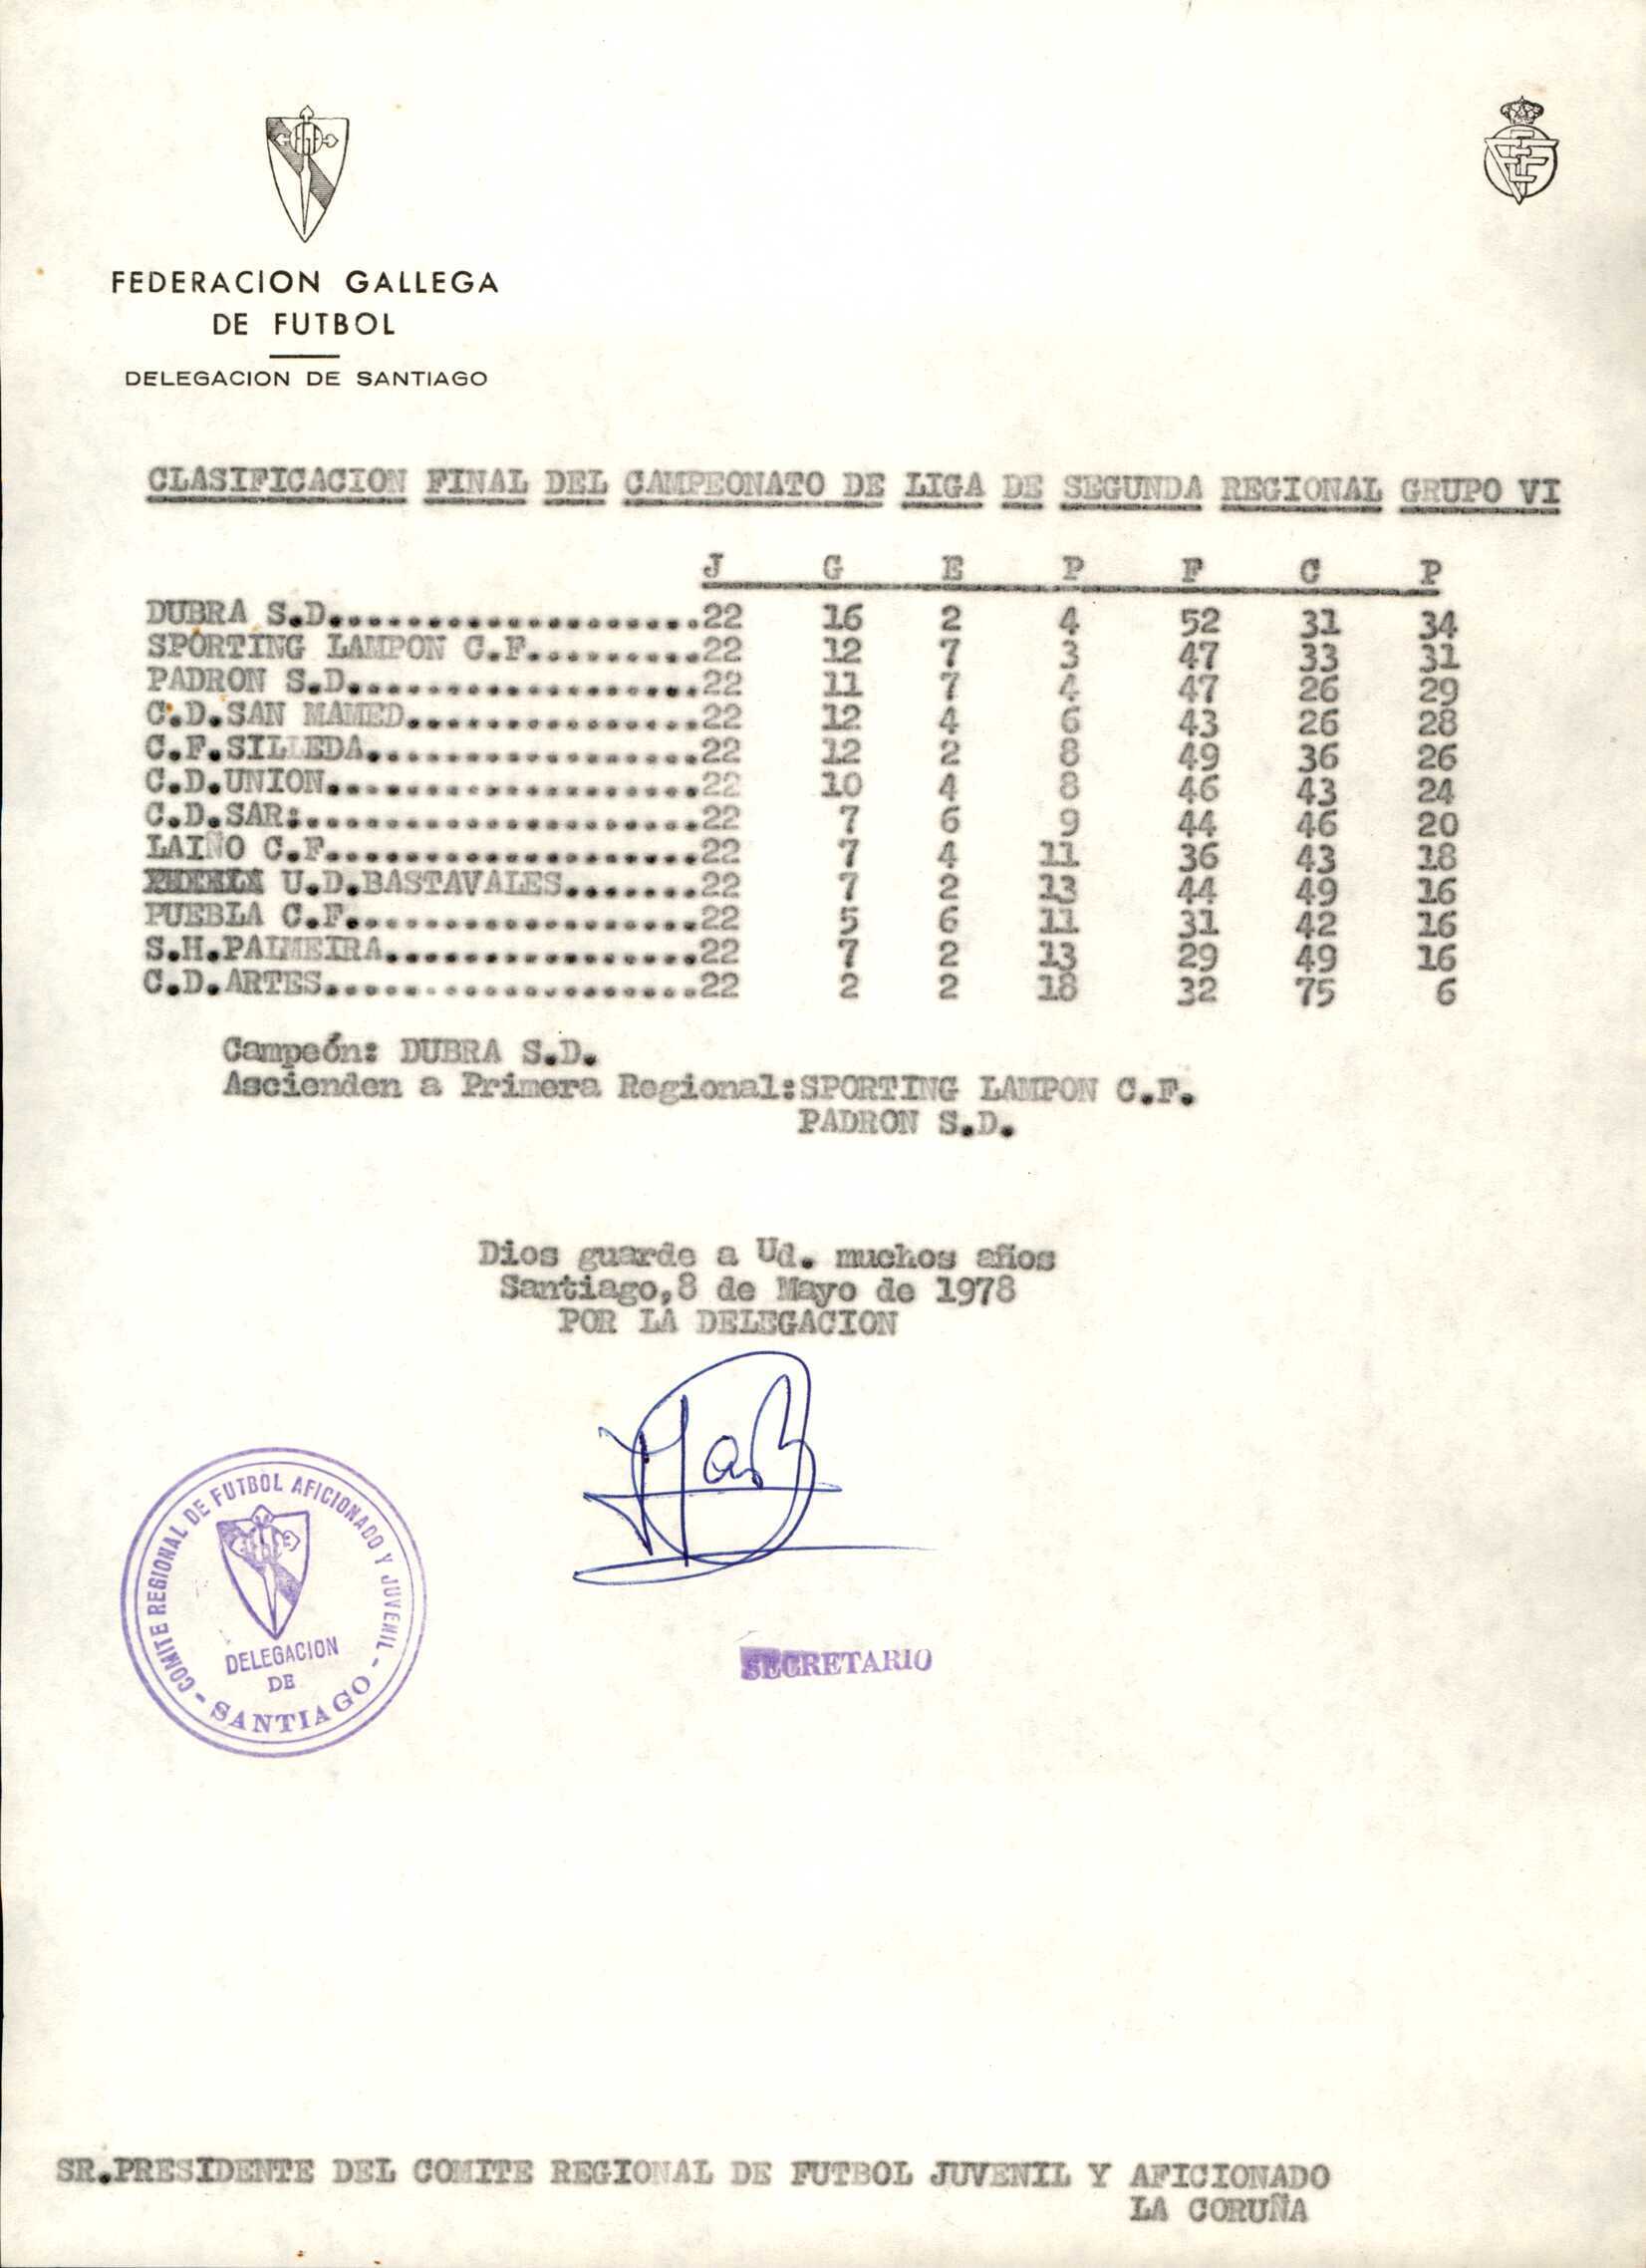 FEDERACION GALLEGA
DE FUTBOL
DELEGACION DE SANTIAGO
CLASIFICACION FINAL DEL CAMPEONATO DE LIGA DE SEGUNDA REGIONAL GRUPO VI
J G E P F C P
DUBRA S.D....................22 16 2 4 52 31 34
SPORTING LAMPON C.F.........22 12 7 3 47 33 31
PADRON S.D..................22 11 7 4 47 26 29
C.D.SAN MAMED...............22 12 4 6 43 26 28
C.F.SILLEDA.................22 12 2 8 49 36 26
C.D.UNION...................22 10 4 8 46 43 24
C.D.SAR:....................22 7 6 9 44 46 20
LAIÑO C.F...................22 7 4 11 36 43 18
U.D.BASTAVALES.......22 7 2 13 44 49 16
PUEBLA C.F..................22 5 6 11 31 42 16
S.H.PALMEIRA................22 7 2 13 29 49 16
C.D.ARTES...................22 2 2 18 32 75 6
Campeón: DUBRA S.D.
Ascienden a Primera Regional:SPORTING LAMPON C.F.
PADRON S.D.
Dios guarde a Ud. muchos años
Santiago,8 de Mayo de 1978
POR LA DELEGACION
COMITE REGIONAL DE FUTBOL AFICIONADO Y JUVENIL
DELEGACION
DE
- SANTIAGO -
SECRETARIO
SR.PRESIDENTE DEL COMITE REGIONAL DE FUTBOL JUVENIL Y AFICIONADO
LA CORUÑA